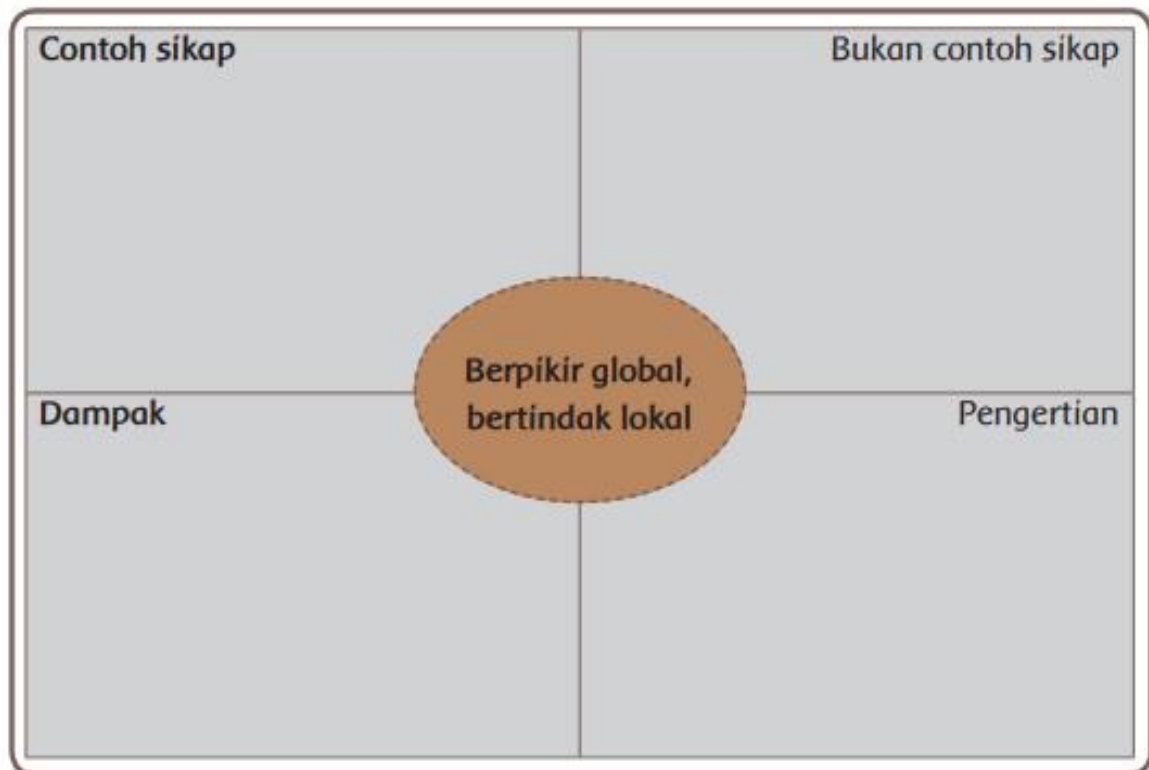 Contoh sikap
Bukan contoh sikap
Berpikir global,
bertindak lokal
Dampak
Pengertian